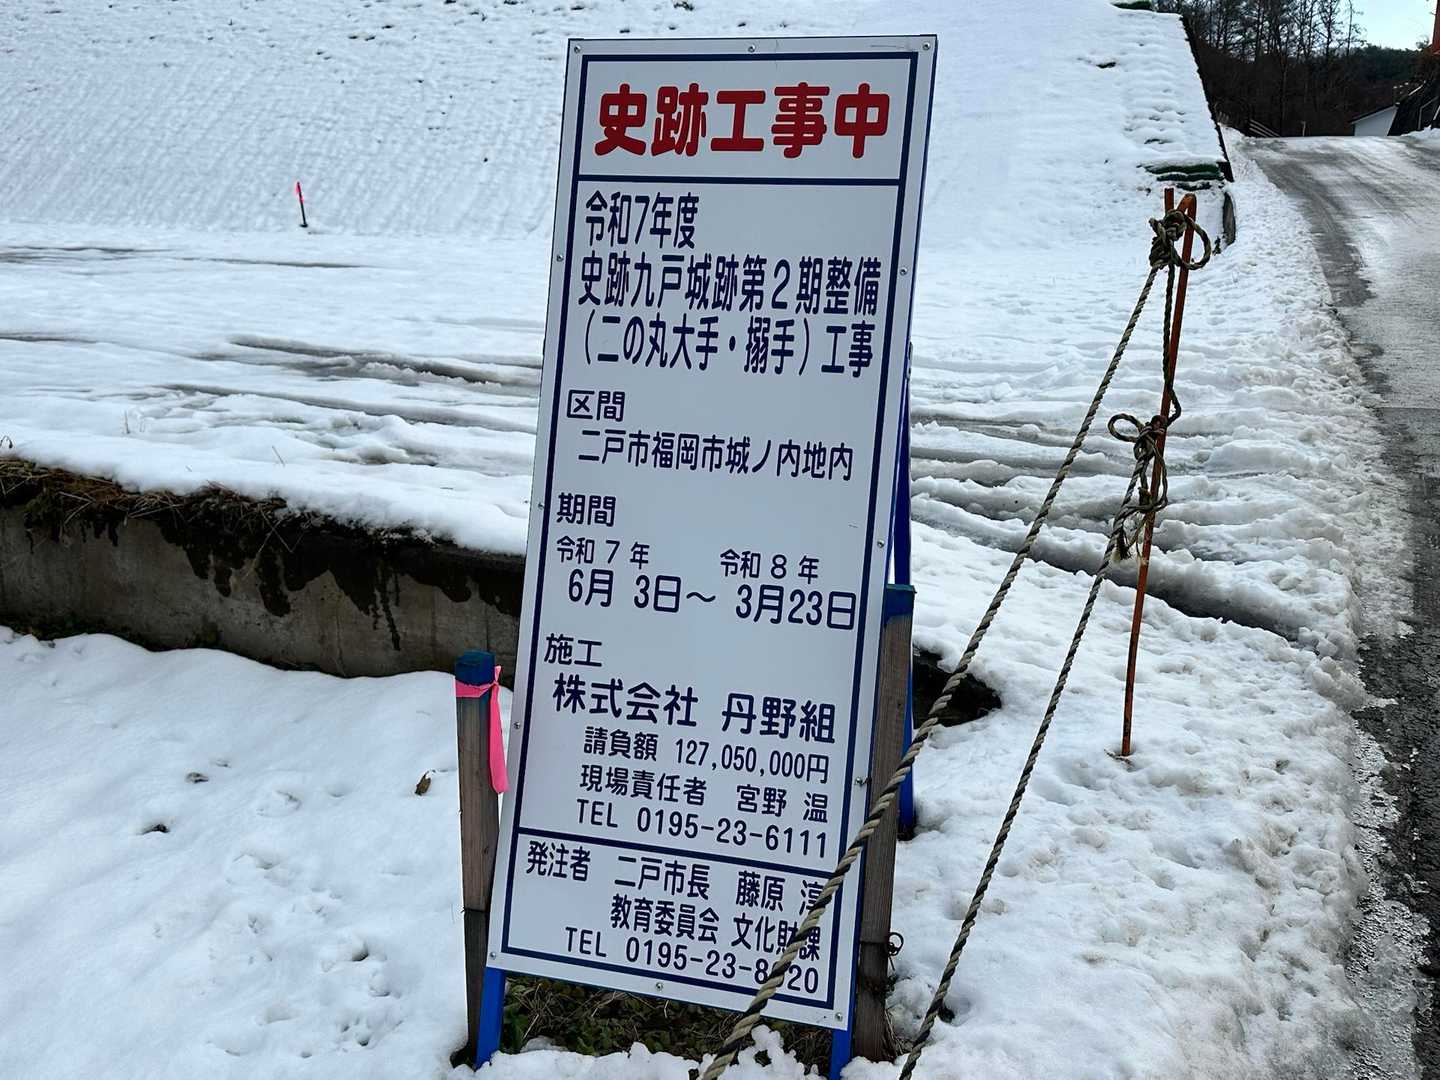 史跡工事中
令和7年度
史跡九戸城跡第2期整備
(二の丸大手・搦手)工事
区間
二戸市福岡市城ノ内地内
期間
令和7年 令和8年
6月 3日～ 3月23日
施工
株式会社 丹野組
請負額 127,050,000円
現場責任者 宮野 温
TEL 0195-23-6111
発注者 二戸市長 藤原 淳
教育委員会 文化財課
TEL 0195-23-8020